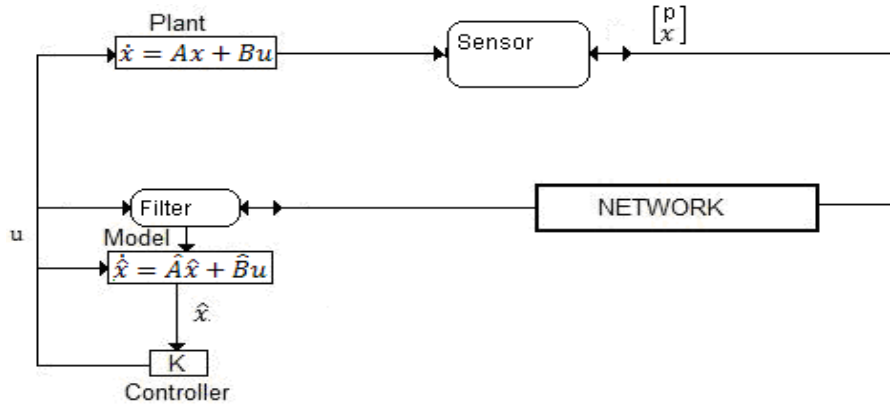 Plant
ẋ = Ax + Bu
Sensor
[p x]
Filter
NETWORK
u
Model
x̂̇ = Âx̂ + B̂u
x̂.
K
Controller